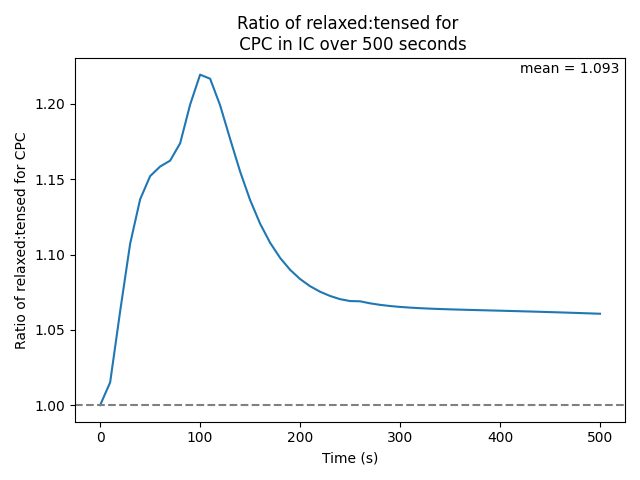 Ratio of relaxed:tensed for
CPC in IC over 500 seconds
mean = 1.093
Ratio of relaxed:tensed for CPC
1.20
1.15
1.10
1.05
1.00
0 100 200 300 400 500
Time (s)